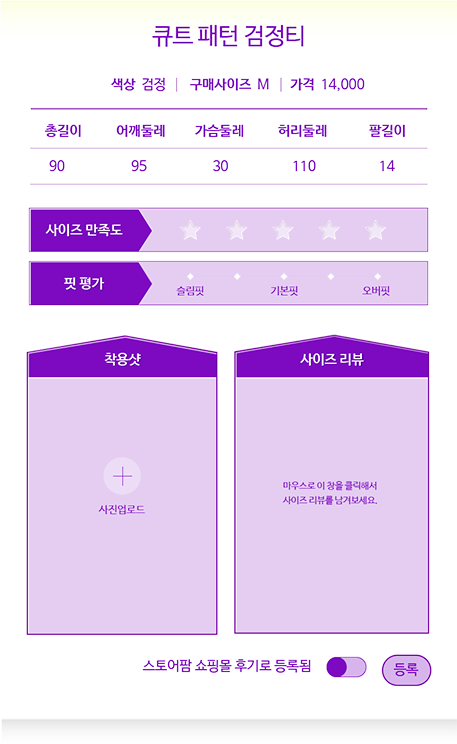 큐트 패턴 검정티
색상 검정 | 구매사이즈 M | 가격 14,000
총길이 어깨둘레 가슴둘레 허리둘레 팔길이
90 95 30 110 14
사이즈 만족도
핏 평가
슬림핏 기본핏 오버핏
착용샷
사진업로드
사이즈 리뷰
마우스로 이 창을 클릭해서
사이즈 리뷰를 남겨보세요.
스토어팜 쇼핑몰 후기로 등록됨
등록